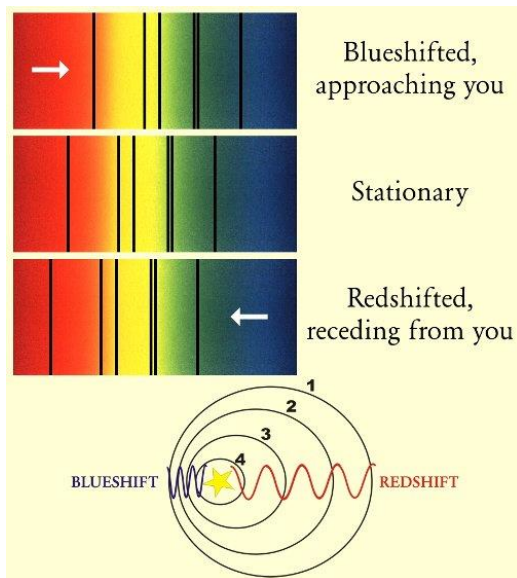 Blueshifted,
approaching you
Stationary
Redshifted,
receding from you
1
2
3
4
BLUESHIFT
REDSHIFT